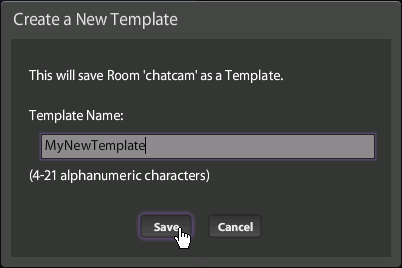 Create a New Template
This will save Room 'chatcam' as a Template.
Template Name:
MyNewTemplate
(4-21 alphanumeric characters)
Save Cancel